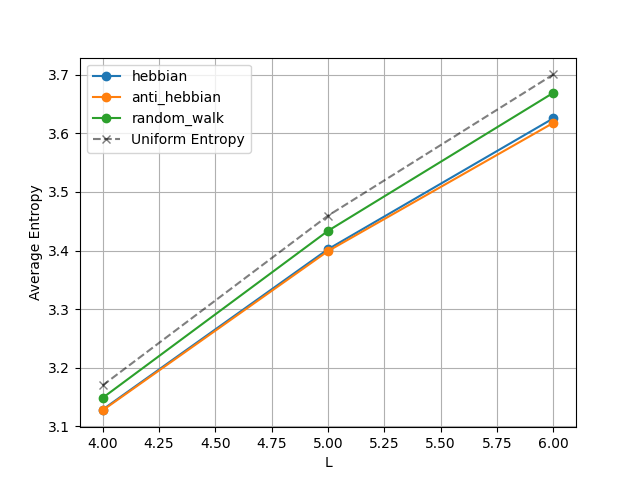 hebbian
anti_hebbian
random_walk
Uniform Entropy
3.7
3.6
3.5
3.4
3.3
3.2
3.1
Average Entropy
4.00 4.25 4.50 4.75 5.00 5.25 5.50 5.75 6.00
L